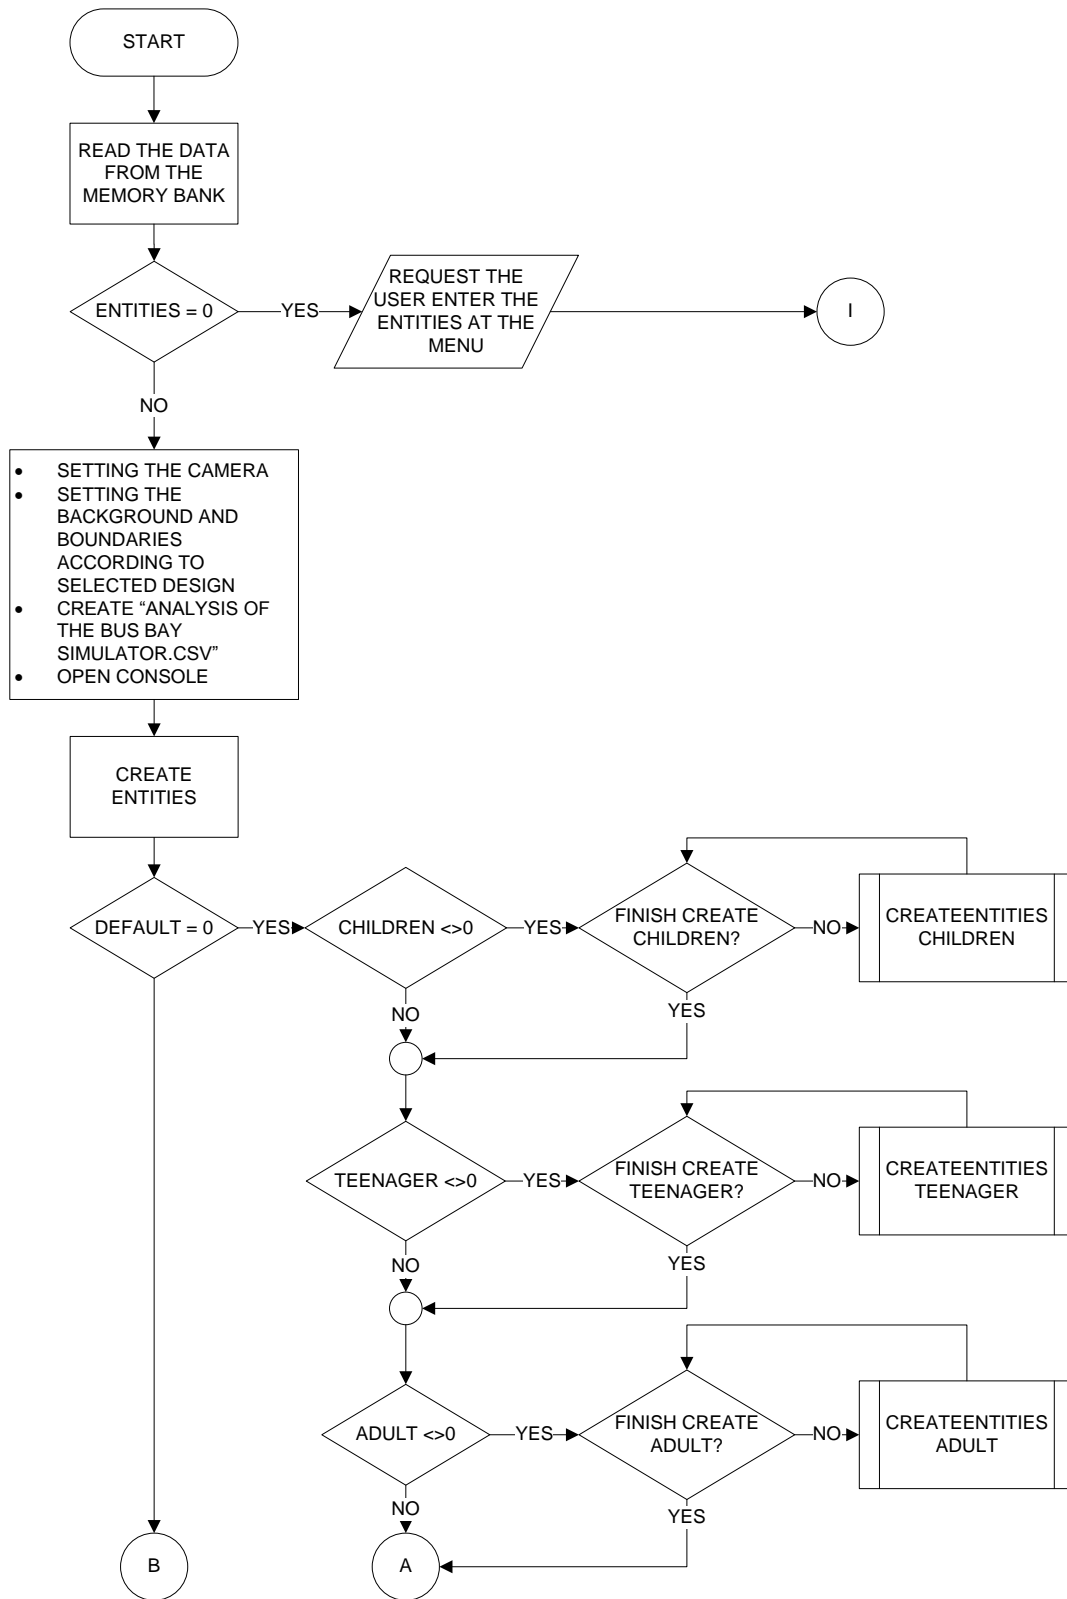 START
READ THE DATA
FROM THE
MEMORY BANK
ENTITIES = 0
YES
REQUEST THE
USER ENTER THE
ENTITIES AT THE
MENU
I
NO
• SETTING THE CAMERA
• SETTING THE
BACKGROUND AND
BOUNDARIES
ACCORDING TO
SELECTED DESIGN
• CREATE “ANALYSIS OF
THE BUS BAY
SIMULATOR.CSV”
• OPEN CONSOLE
CREATE
ENTITIES
DEFAULT = 0
YES
CHILDREN <>0
YES
FINISH CREATE
CHILDREN?
NO
CREATEENTITIES
CHILDREN
NO
YES
TEENAGER <>0
YES
FINISH CREATE
TEENAGER?
NO
CREATEENTITIES
TEENAGER
NO
YES
ADULT <>0
YES
FINISH CREATE
ADULT?
NO
CREATEENTITIES
ADULT
NO
YES
B
A